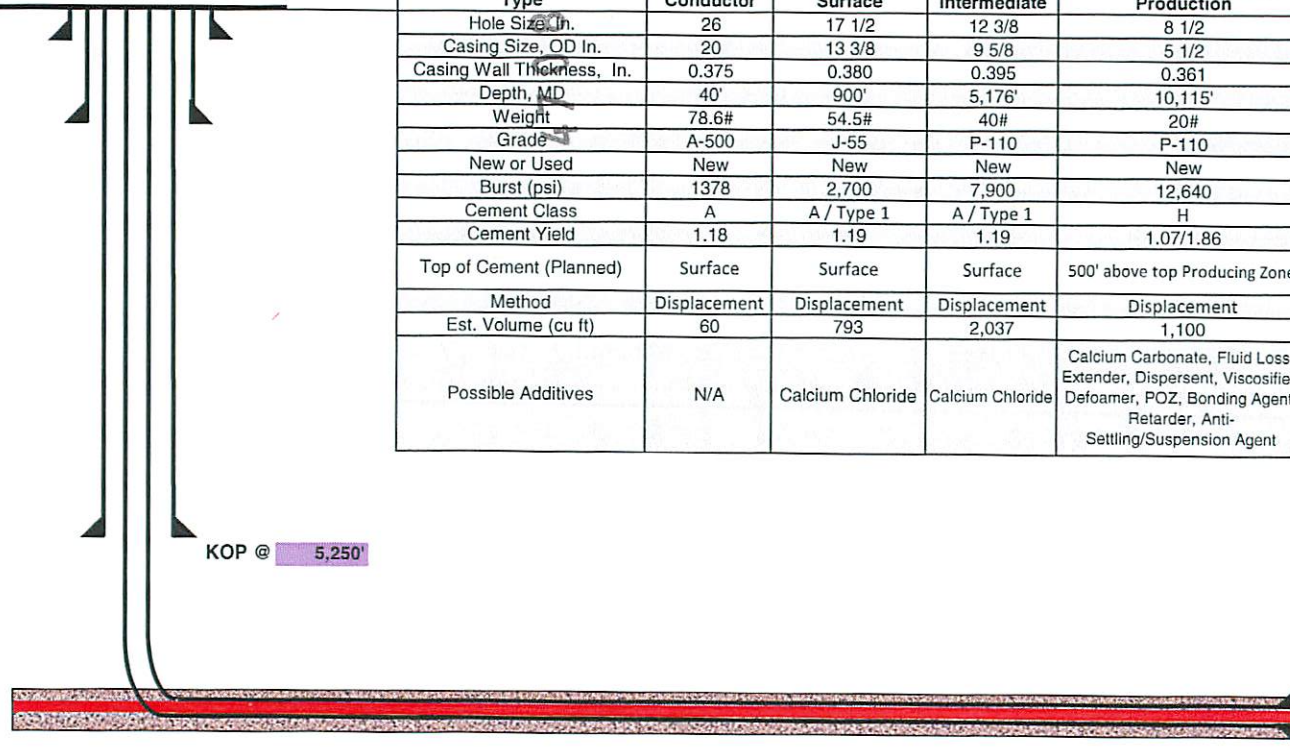 Type Conductor Surface Intermediate Production
Hole Size, In. 26 17 1/2 12 3/8 8 1/2
Casing Size, OD In. 20 13 3/8 9 5/8 5 1/2
Casing Wall Thickness, In. 0.375 0.380 0.395 0.361
Depth, MD 40' 900' 5,176' 10,115'
Weight 78.6# 54.5# 40# 20#
Grade A-500 J-55 P-110 P-110
New or Used New New New New
Burst (psi) 1378 2,700 7,900 12,640
Cement Class A A / Type 1 A / Type 1 H
Cement Yield 1.18 1.19 1.19 1.07/1.86
Top of Cement (Planned) Surface Surface Surface 500' above top Producing Zone
Method Displacement Displacement Displacement Displacement
Est. Volume (cu ft) 60 793 2,037 1,100
Possible Additives N/A Calcium Chloride Calcium Chloride Calcium Carbonate, Fluid Loss
Extender, Dispersent, Viscosifie
Defoamer, POZ, Bonding Agent
Retarder, Anti-
Settling/Suspension Agent
KOP @ 5,250'